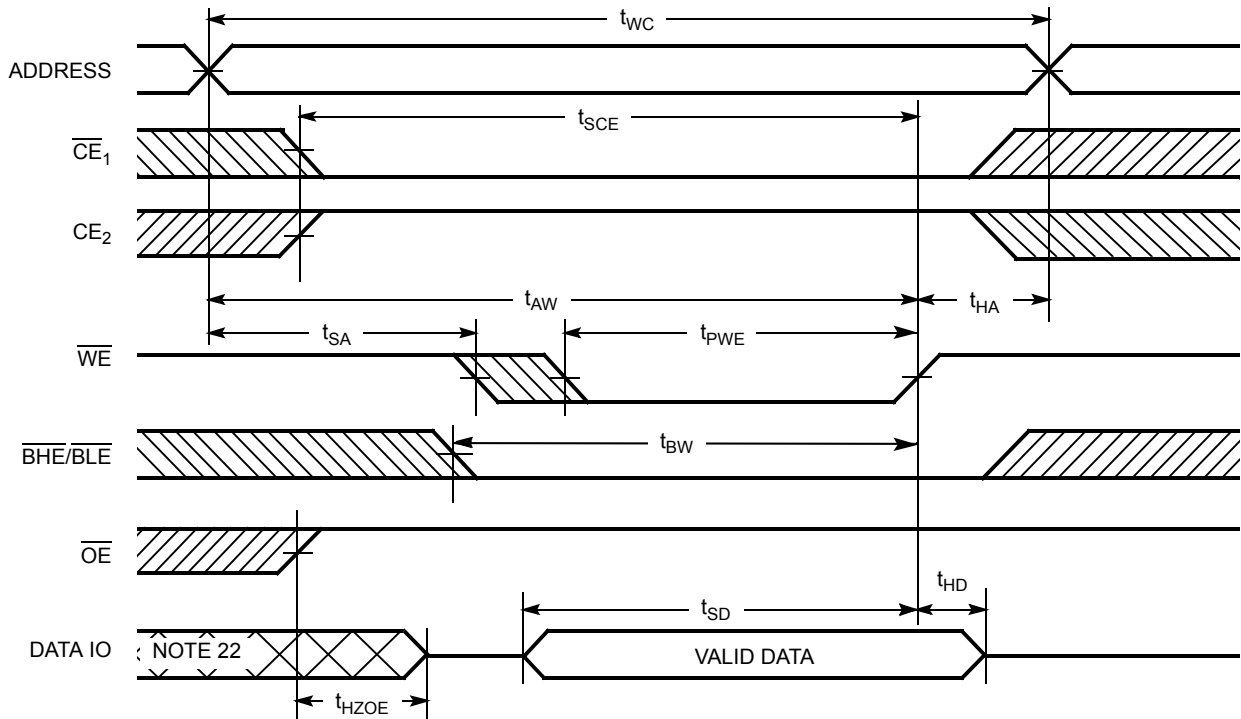 tWC
ADDRESS
tSCE
CE1
CE2
tAW
tHA
tSA
tPWE
WE
BHE/BLE
tBW
OE
tHD
tSD
DATA IO
NOTE 22
VALID DATA
tHZOE